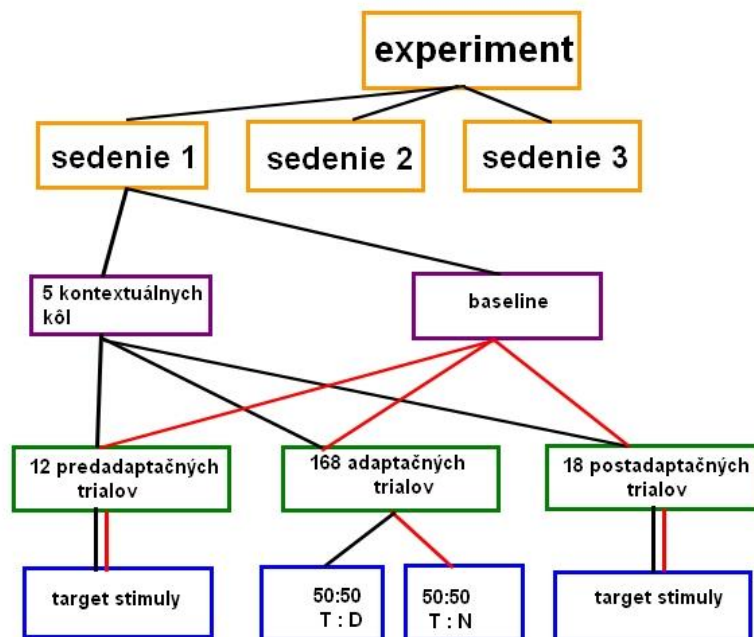 experiment
sedenie 1
sedenie 2
sedenie 3
5 kontextuálnych
kôl
baseline
12 predadaptačných
trialov
168 adaptačných
trialov
18 postadaptačných
trialov
target stimuly
50:50
T : D
50:50
T : N
target stimuly